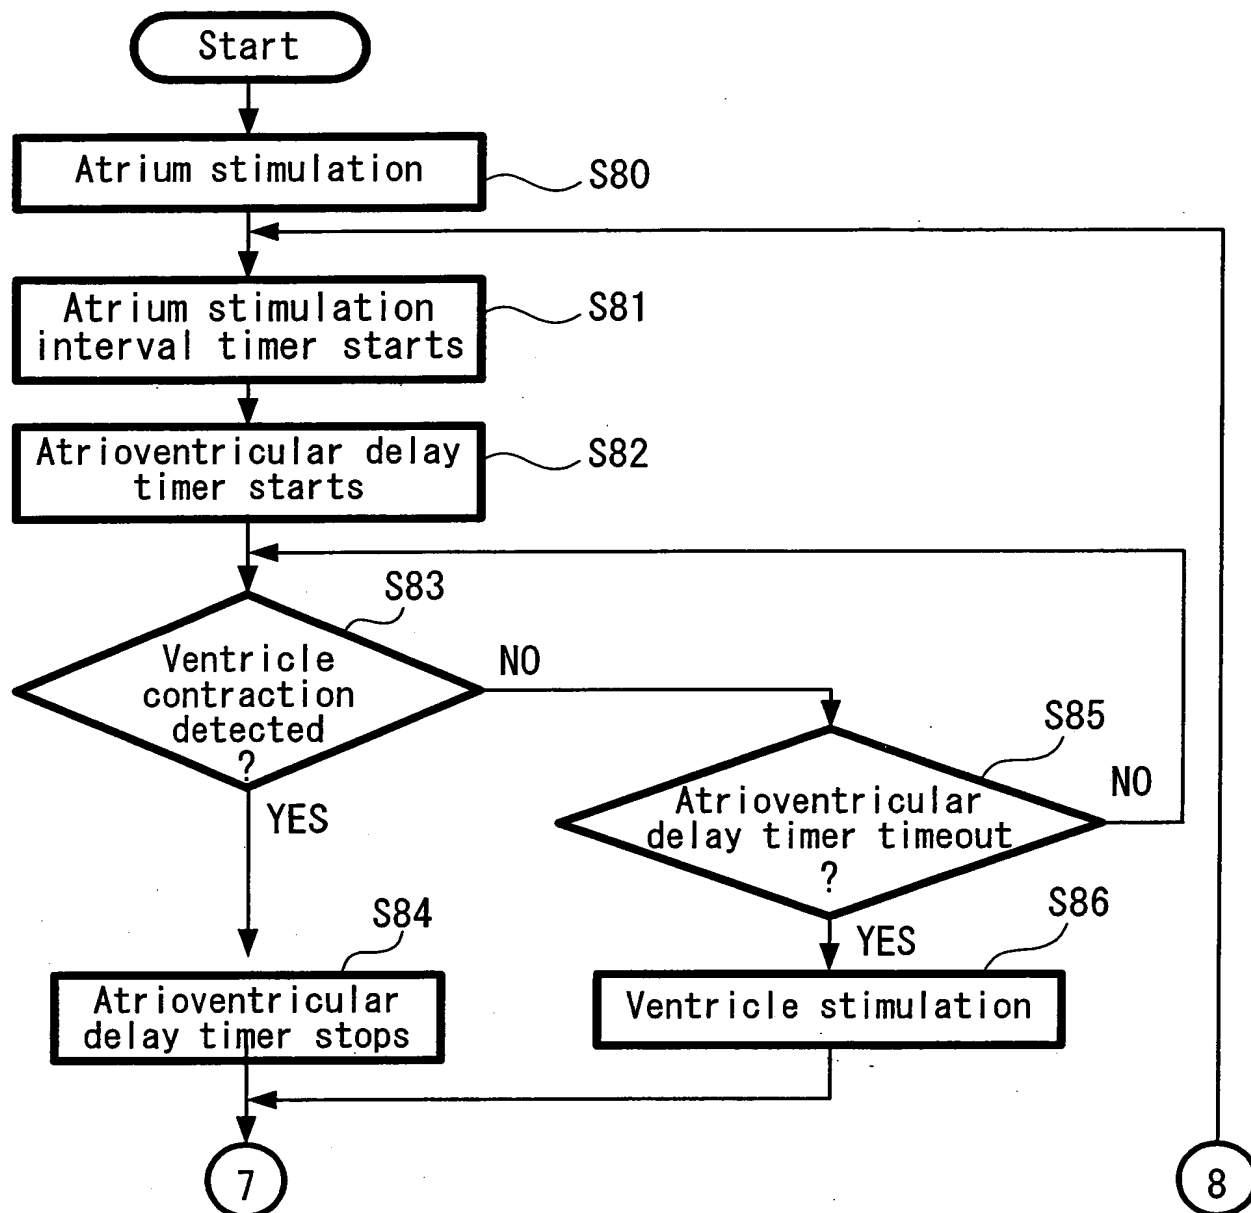 Start
Atrium stimulation
S80
Atrium stimulation
interval timer starts
S81
Atrioventricular delay
timer starts
S82
S83
Ventricle
contraction
detected
?
NO
YES
S85
Atrioventricular
delay timer timeout
?
NO
YES
S84
Atrioventricular
delay timer stops
S86
Ventricle stimulation
7
8